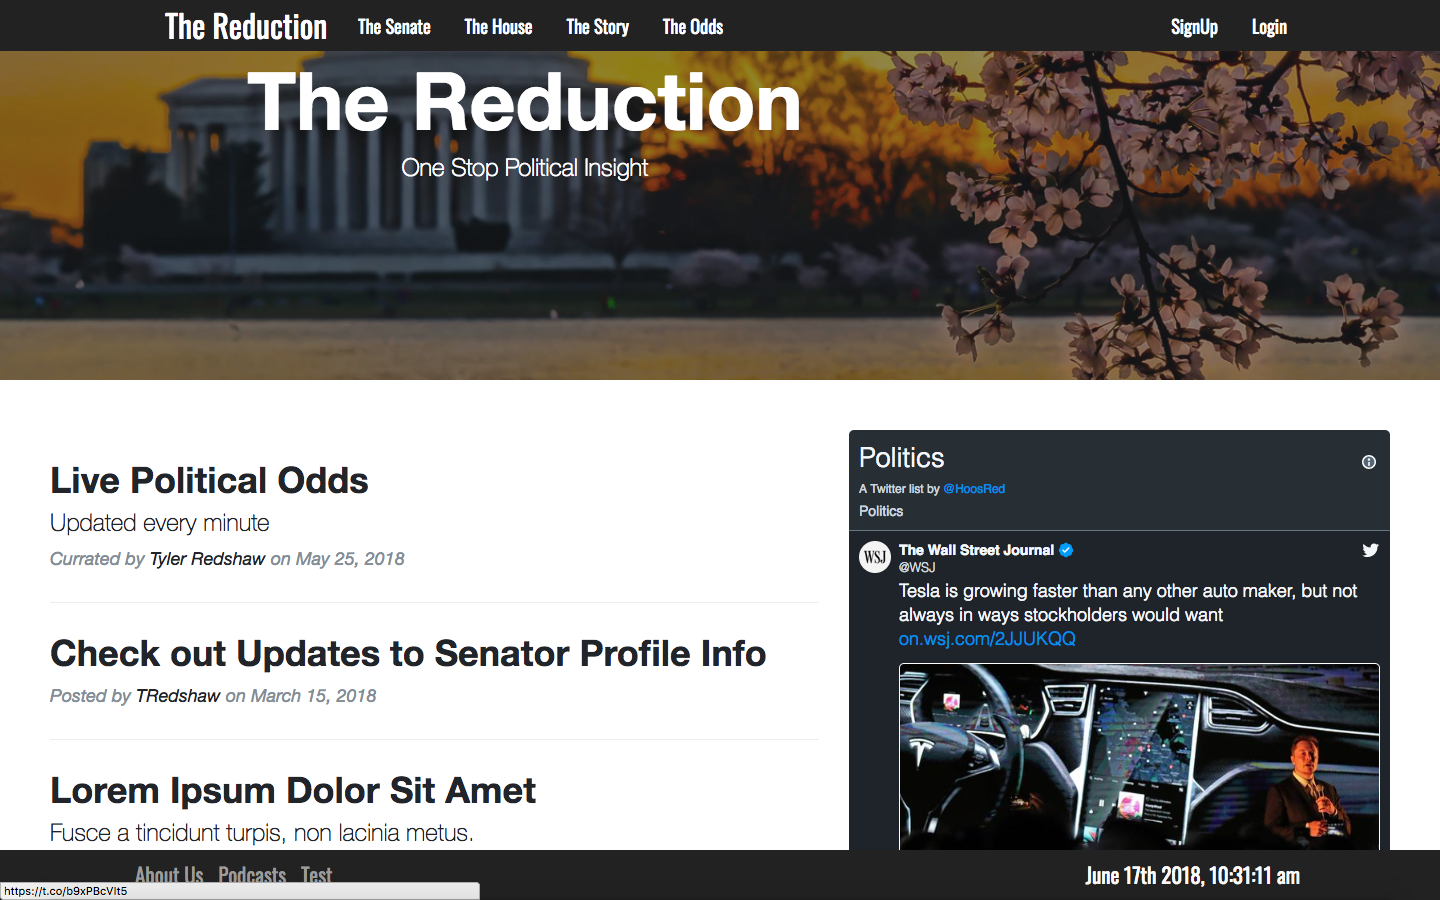 The Reduction
The Senate
The House
The Story
The Odds
SignUp
Login
The Reduction
One Stop Political Insight
Live Political Odds
Updated every minute
Currated by Tyler Redshaw on May 25, 2018
Check out Updates to Senator Profile Info
Posted by TRedshaw on March 15, 2018
Lorem Ipsum Dolor Sit Amet
Fusce a tincidunt turpis, non lacinia metus.
Politics
A Twitter list by @HoosRed
Politics
WSJ
The Wall Street Journal
@WSJ
Tesla is growing faster than any other auto maker, but not
always in ways stockholders would want
on.wsj.com/2JJUKQQ
About Us
Podcasts
Test
June 17th 2018, 10:31:11 am
https://t.co/b9xPBcVIt5